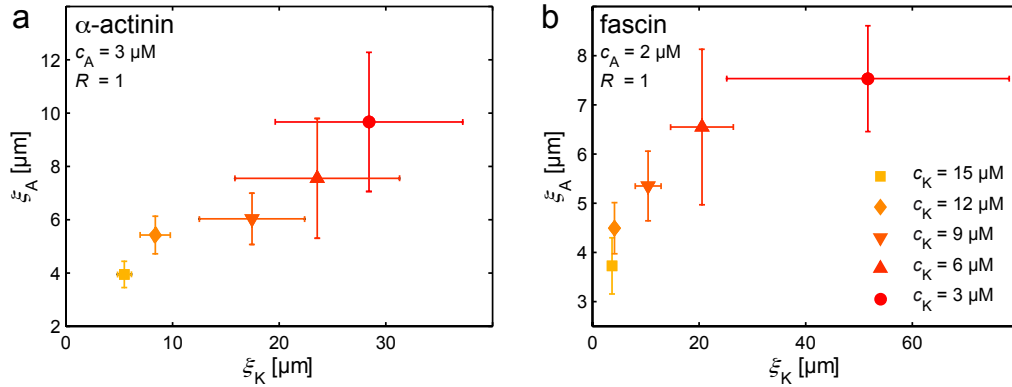 a
α-actinin
c_A = 3 µM
R = 1
12
10
8
6
4
2
ξ_A [µm]
0
10
20
30
ξ_K [µm]
b
fascin
c_A = 2 µM
R = 1
8
7
6
5
4
3
ξ_A [µm]
c_K = 15 µM
c_K = 12 µM
c_K = 9 µM
c_K = 6 µM
c_K = 3 µM
0
20
40
60
ξ_K [µm]